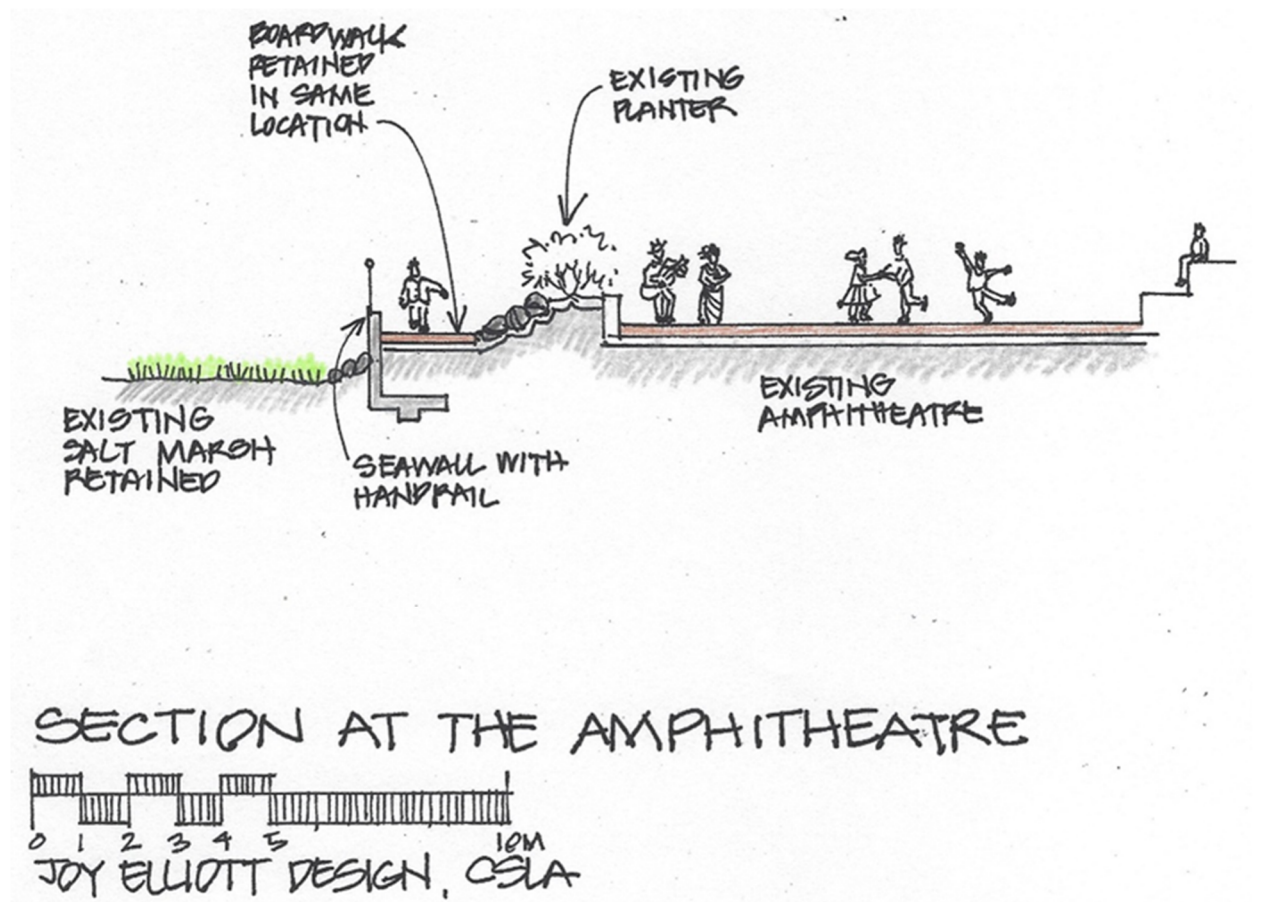 BOARDWALK
RETAINED
IN SAME
LOCATION
EXISTING
PLANTER
EXISTING
SALT MARSH
RETAINED
SEAWALL WITH
HANDRAIL
EXISTING
AMPHITHEATRE
SECTION AT THE AMPHITHEATRE
0 1 2 3 4 5 10M
JOY ELLIOTT DESIGN, CSLA